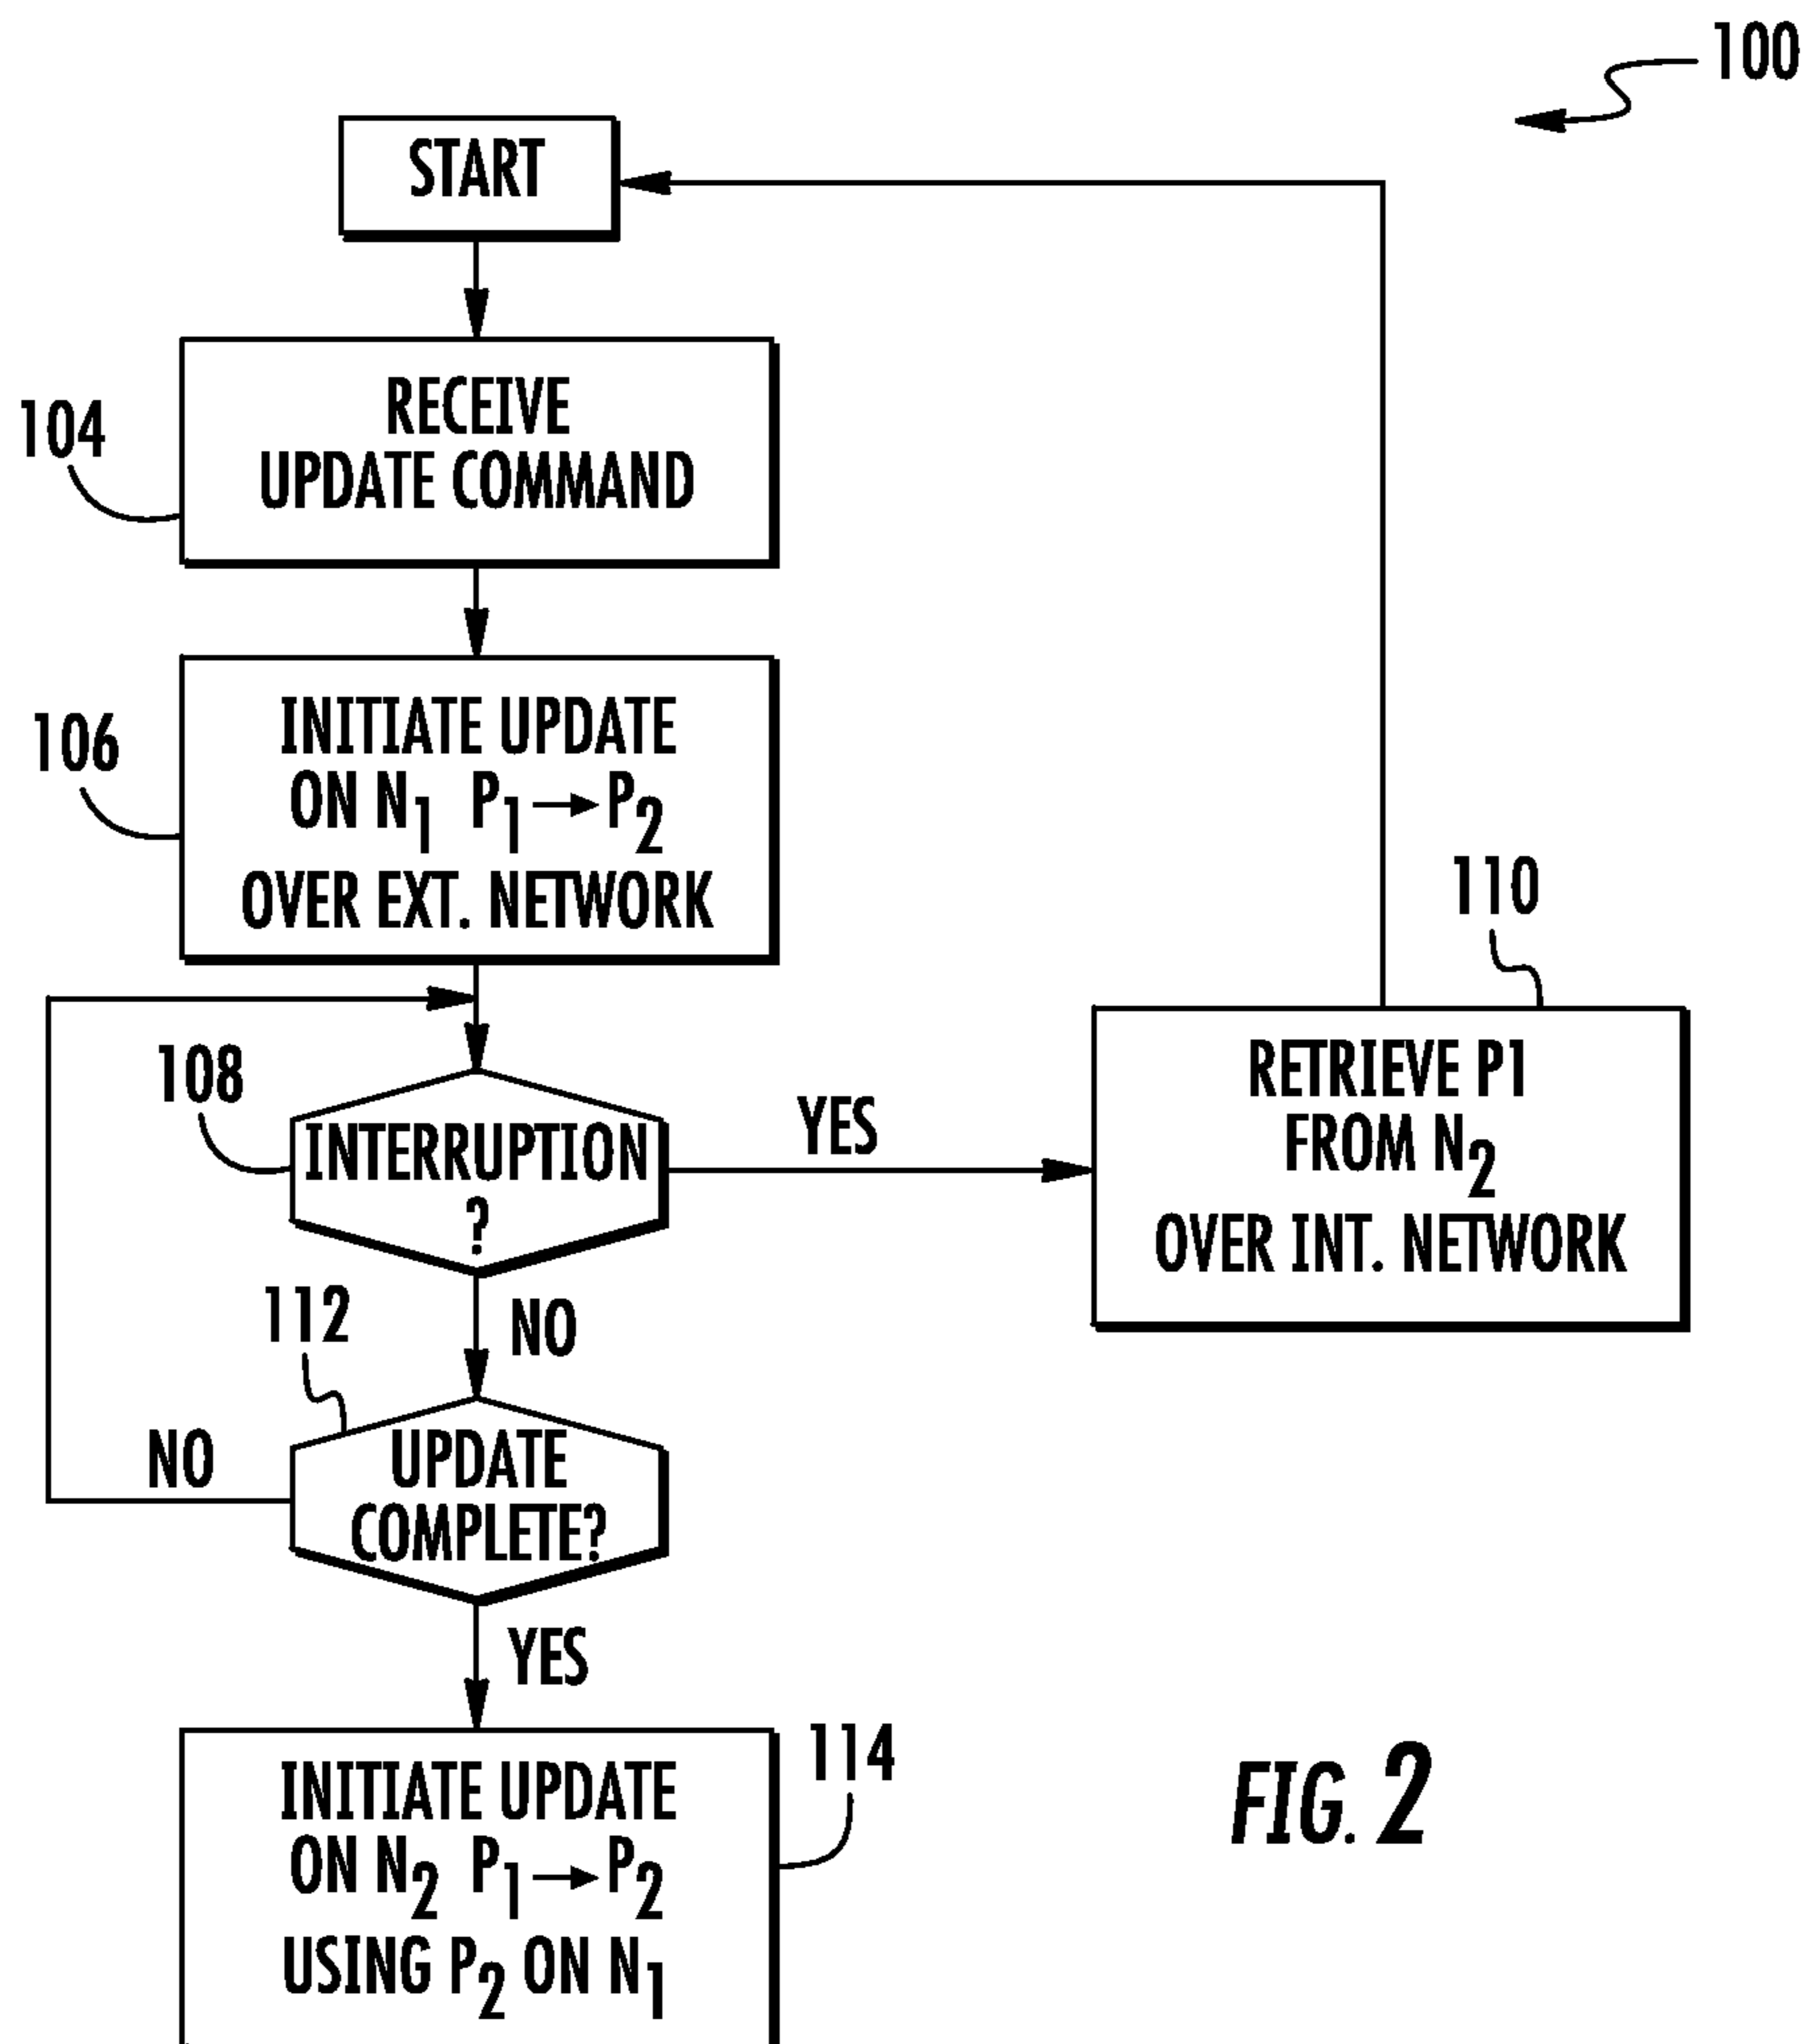 100
START
104
RECEIVE
UPDATE COMMAND
106
INITIATE UPDATE
ON N₁ P₁→P₂
OVER EXT. NETWORK
110
RETRIEVE P1
FROM N₂
OVER INT. NETWORK
108
INTERRUPTION
?
YES
NO
112
UPDATE
COMPLETE?
NO
YES
114
INITIATE UPDATE
ON N₂ P₁→P₂
USING P₂ ON N₁
FIG. 2